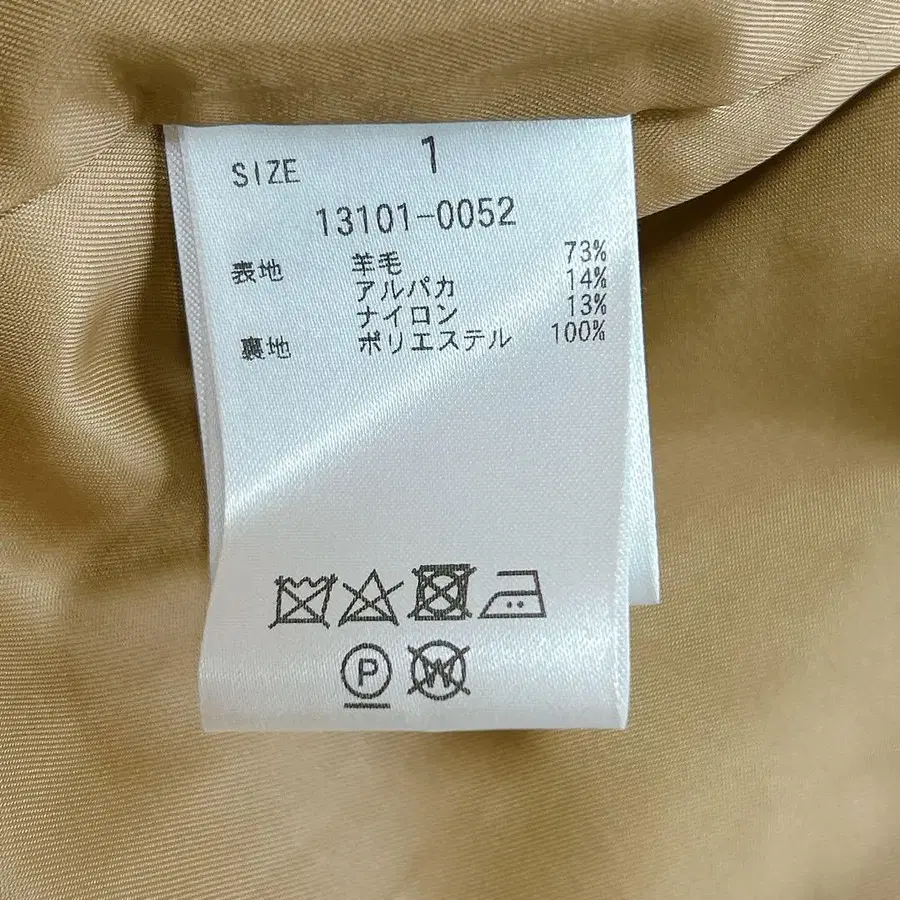 SIZE 1
13101-0052
表地 羊毛 73%
アルパカ 14%
ナイロン 13%
裏地 ポリエステル 100%
P W